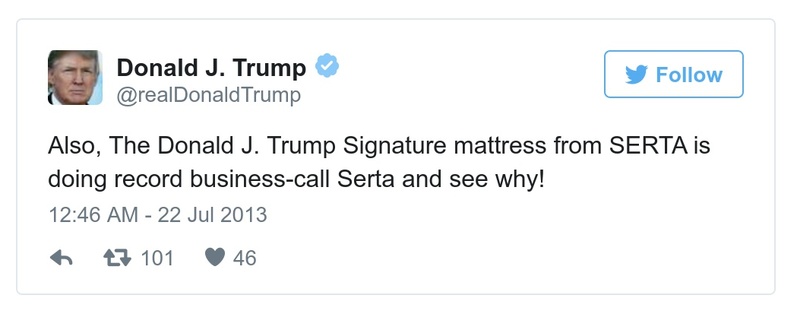 Donald J. Trump
Follow
@realDonaldTrump
Also, The Donald J. Trump Signature mattress from SERTA is
doing record business-call Serta and see why!
12:46 AM - 22 Jul 2013
101 46